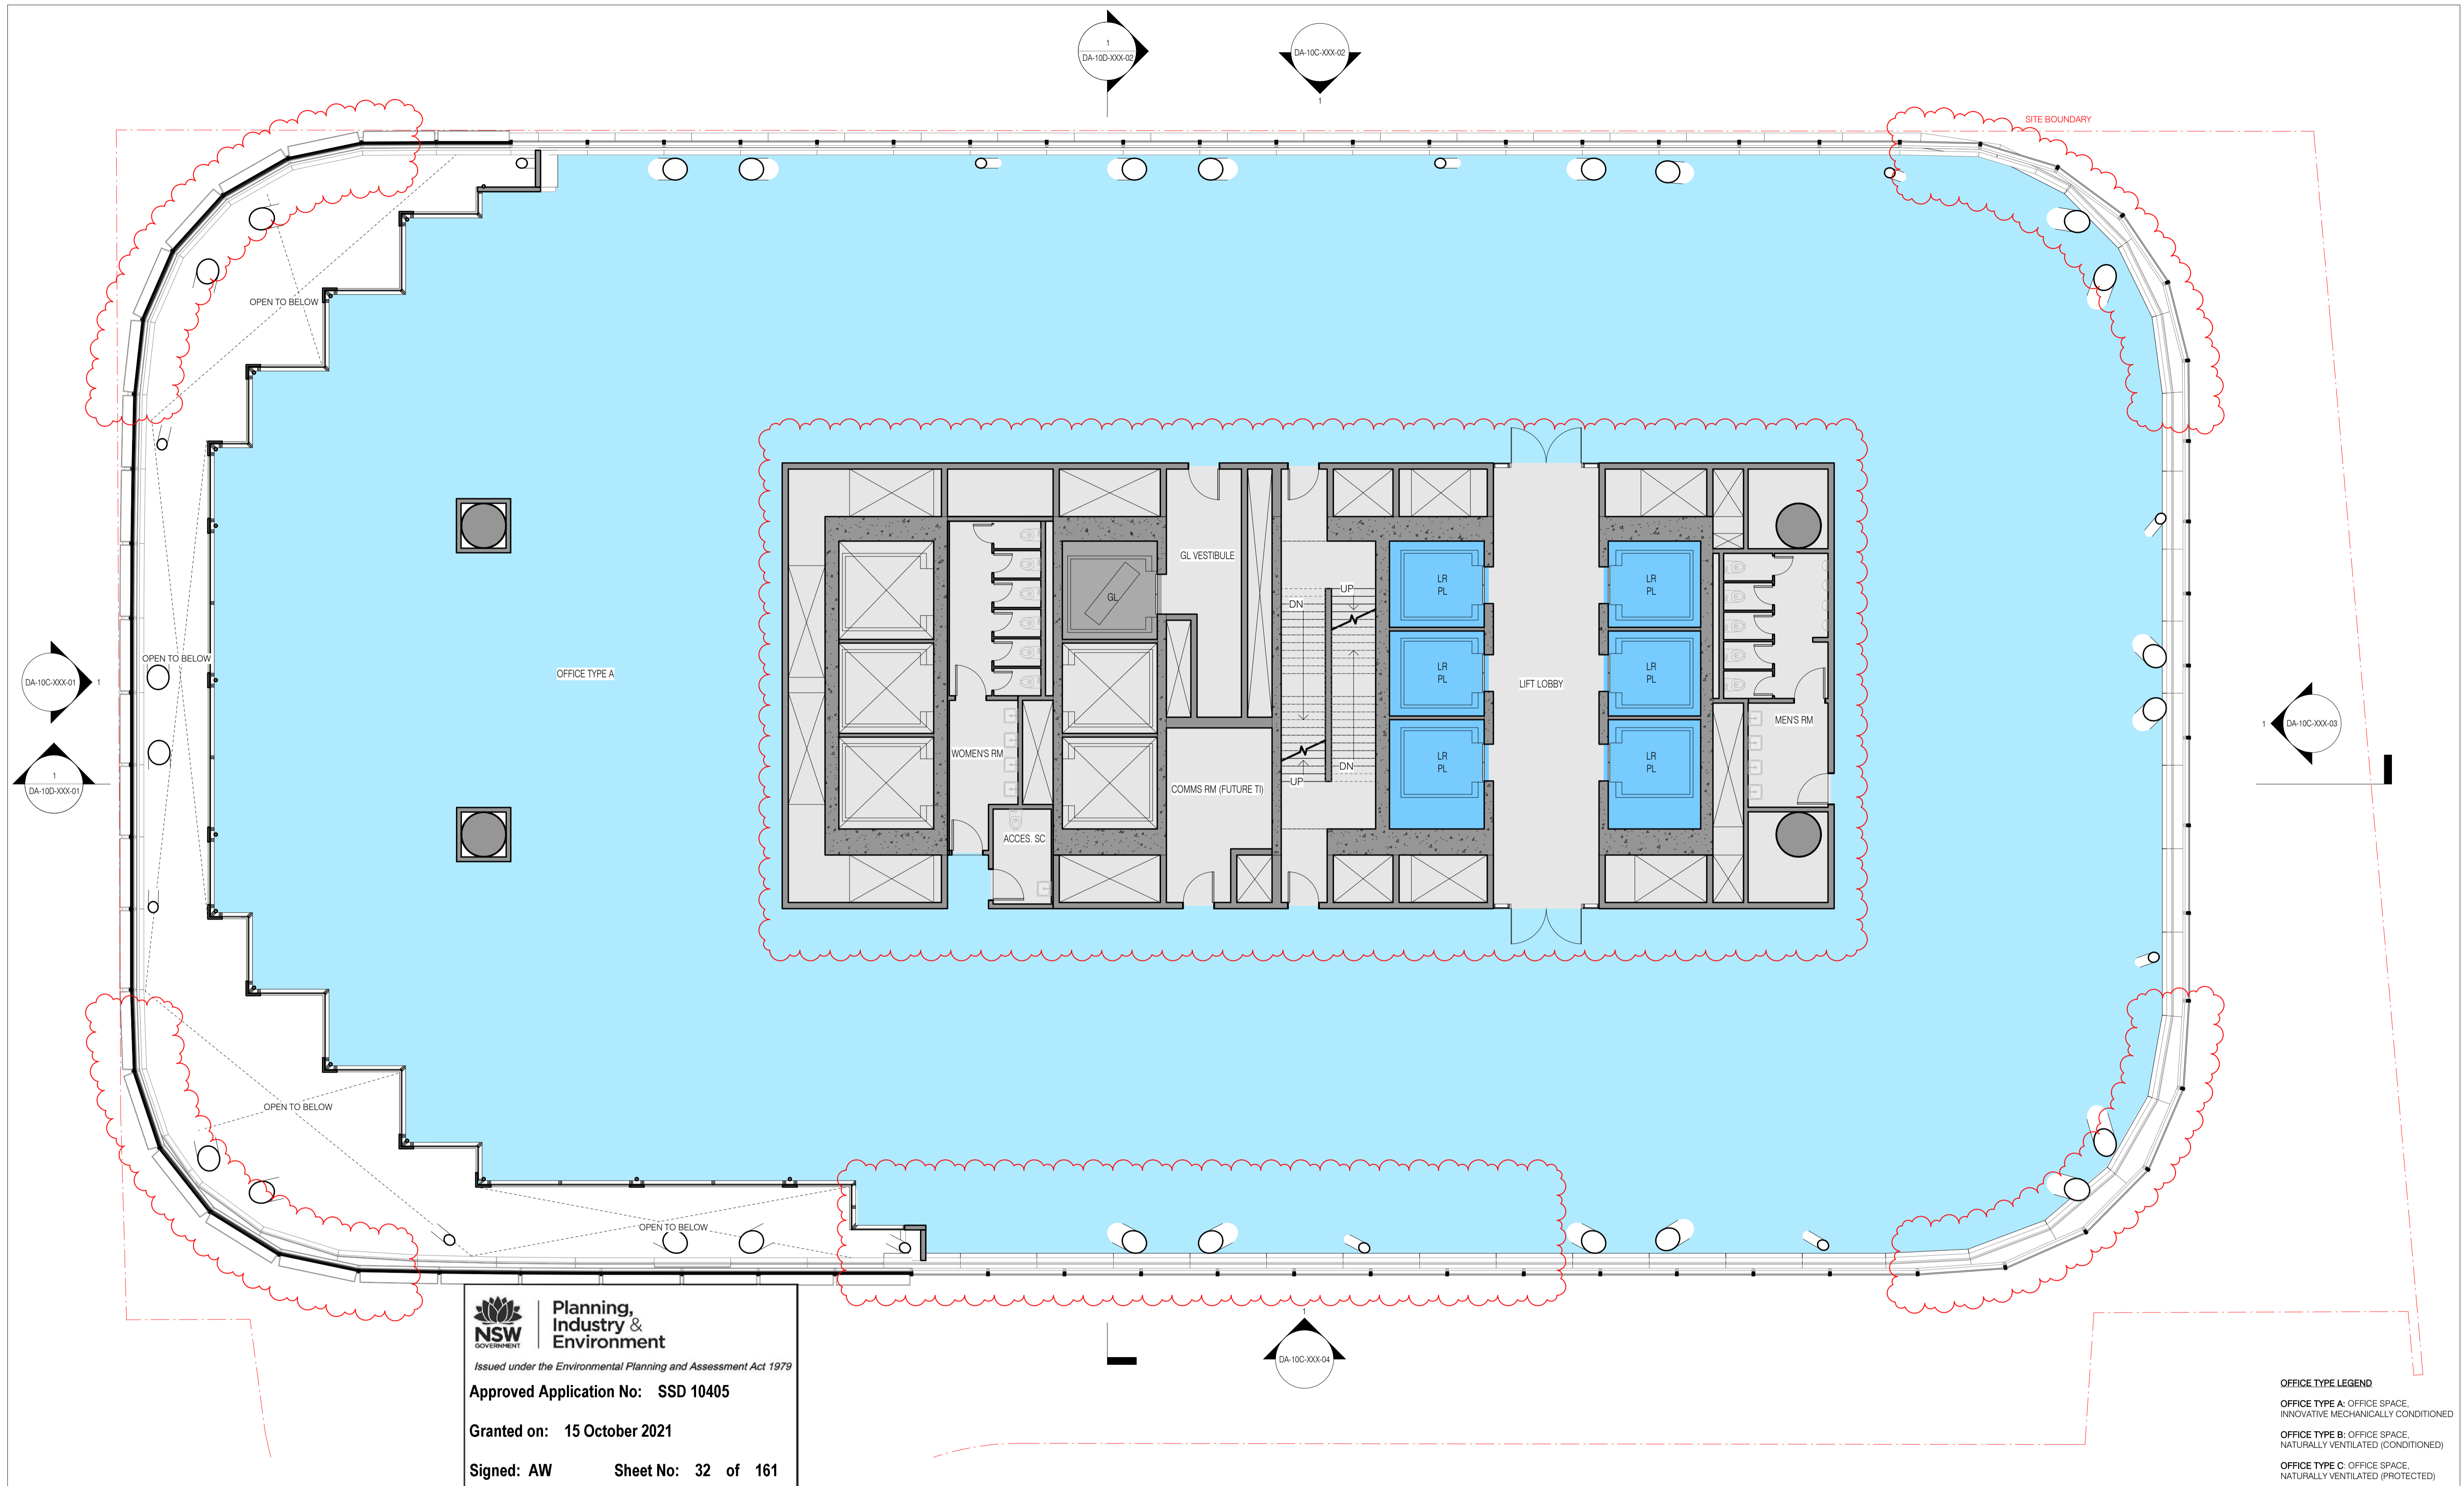 1
DA-10D-XXX-02
DA-10C-XXX-02
1
SITE BOUNDARY
OPEN TO BELOW
GL VESTIBULE
GL
UP
DN
LR
PL
LR
PL
OPEN TO BELOW
DA-10C-XXX-01
1
OFFICE TYPE A
LR
PL
LR
PL
LIFT LOBBY
MEN'S RM
1
DA-10C-XXX-03
WOMEN'S RM
LR
PL
LR
PL
DN
UP
1
DA-10D-XXX-01
COMMS RM (FUTURE TI)
ACCES. SC
OPEN TO BELOW
OPEN TO BELOW
1
DA-10C-XXX-04
NSW
GOVERNMENT
Planning,
Industry &
Environment
Issued under the Environmental Planning and Assessment Act 1979
Approved Application No: SSD 10405
Granted on: 15 October 2021
Signed: AW Sheet No: 32 of 161
OFFICE TYPE LEGEND
OFFICE TYPE A: OFFICE SPACE,
INNOVATIVE MECHANICALLY CONDITIONED
OFFICE TYPE B: OFFICE SPACE,
NATURALLY VENTILATED (CONDITIONED)
OFFICE TYPE C: OFFICE SPACE,
NATURALLY VENTILATED (PROTECTED)